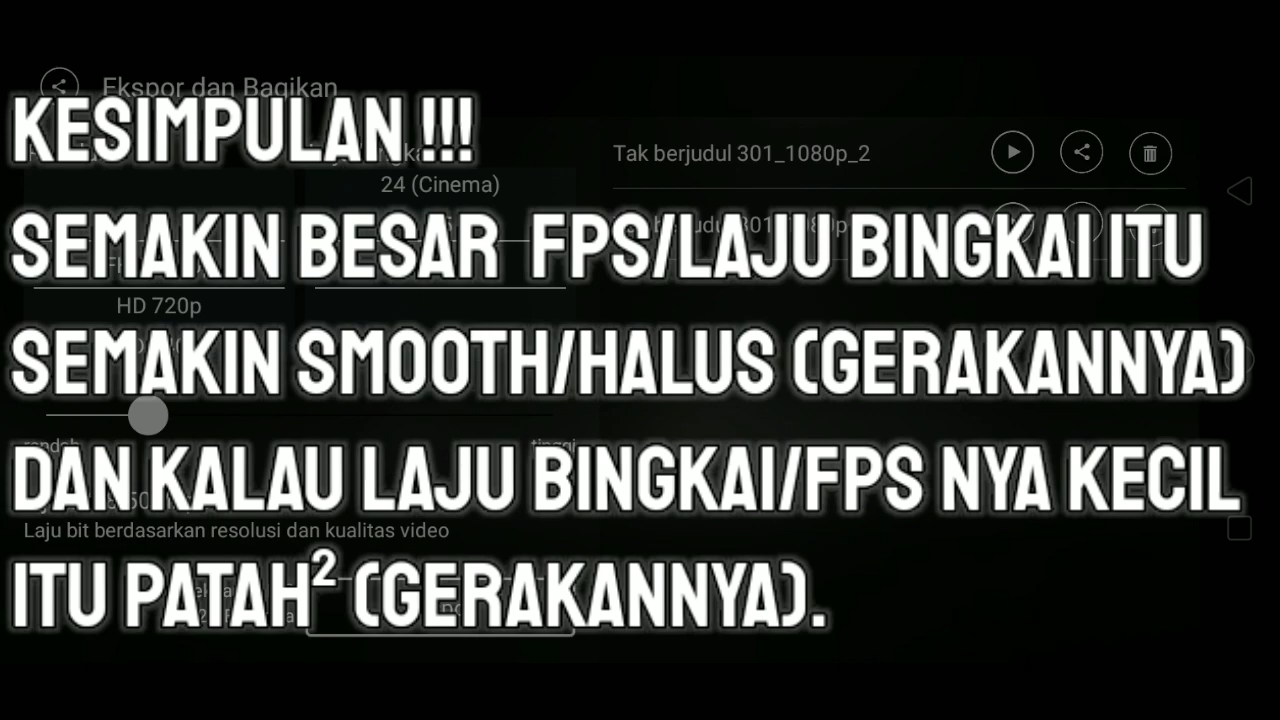 Ekspor dan Bagikan
KESIMPULAN !!!
Tak berjudul 301_1080p_2
24 (Cinema)
SEMAKIN BESAR FPS/LAJU BINGKAI ITU
HD 720p
SEMAKIN SMOOTH/HALUS (GERAKANNYA)
rendah tinggi
DAN KALAU LAJU BINGKAI/FPS NYA KECIL
Laju bit berdasarkan resolusi dan kualitas video
ITU PATAH² (GERAKANNYA).